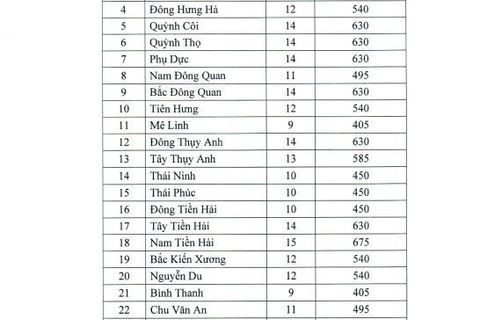 4 Đông Hưng Hà 12 540
5 Quỳnh Côi 14 630
6 Quỳnh Thọ 14 630
7 Phụ Dực 14 630
8 Nam Đông Quan 11 495
9 Bắc Đông Quan 14 630
10 Tiên Hưng 12 540
11 Mê Linh 9 405
12 Đông Thụy Anh 14 630
13 Tây Thụy Anh 13 585
14 Thái Ninh 10 450
15 Thái Phúc 10 450
16 Đông Tiền Hải 10 450
17 Tây Tiền Hải 14 630
18 Nam Tiền Hải 15 675
19 Bắc Kiến Xương 12 540
20 Nguyễn Du 12 540
21 Bình Thanh 9 405
22 Chu Văn An 11 495